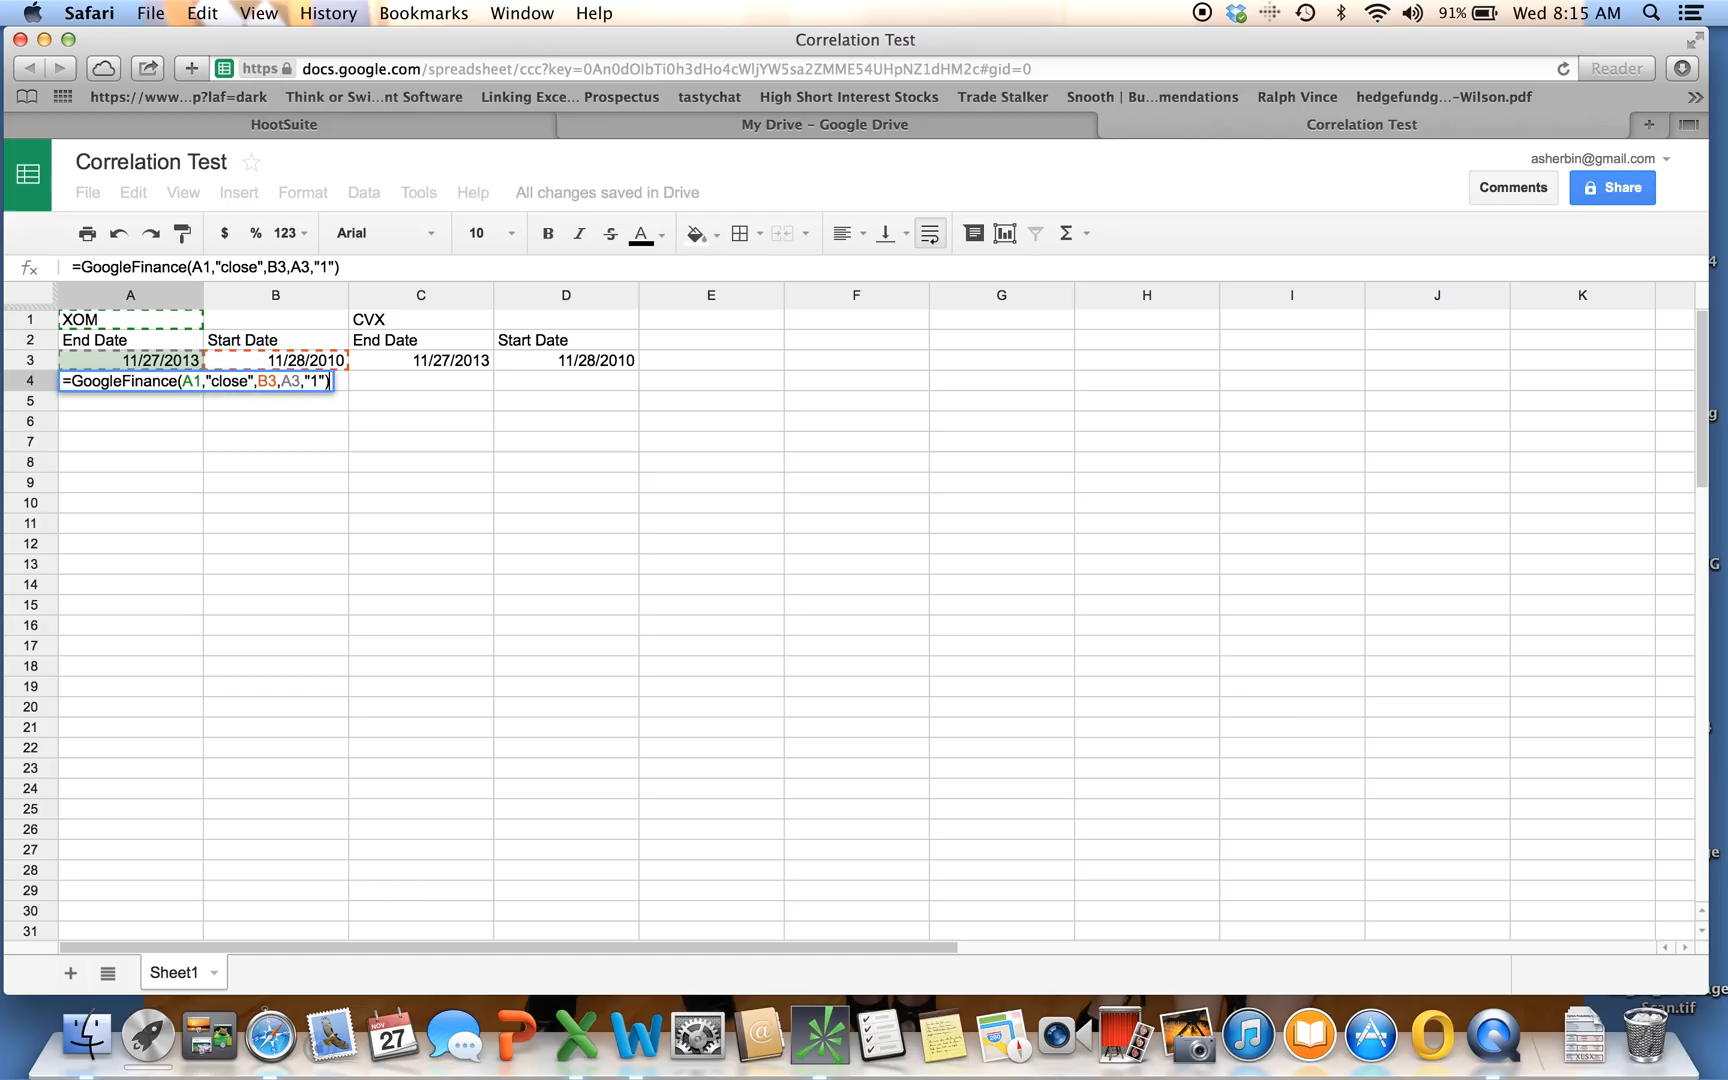 Safari File Edit View History Bookmarks Window Help 91% Wed 8:15 AM
Correlation Test
https docs.google.com/spreadsheet/ccc?key=0An0dOIbTi0h3dHo4cWljYW5sa2ZMME54UHpNZ1dHM2c#gid=0 Reader
https://www...p?laf=dark Think or Swi...nt Software Linking Exce... Prospectus tastychat High Short Interest Stocks Trade Stalker Snooth | Bu...mendations Ralph Vince hedgefundg...-Wilson.pdf
HootSuite My Drive – Google Drive Correlation Test
Correlation Test
asherbin@gmail.com
File Edit View Insert Format Data Tools Help All changes saved in Drive
Comments Share
$ % 123 Arial 10 B I S A Σ
fx =GoogleFinance(A1,"close",B3,A3,"1")
A B C D E F G H I J K
1 XOM CVX
2 End Date Start Date End Date Start Date
3 11/27/2013 11/28/2010 11/27/2013 11/28/2010
4 =GoogleFinance(A1,"close",B3,A3,"1")
5
6
7
8
9
10
11
12
13
14
15
16
17
18
19
20
21
22
23
24
25
26
27
28
29
30
31
Sheet1
NOV
27
XLSX
n.tif